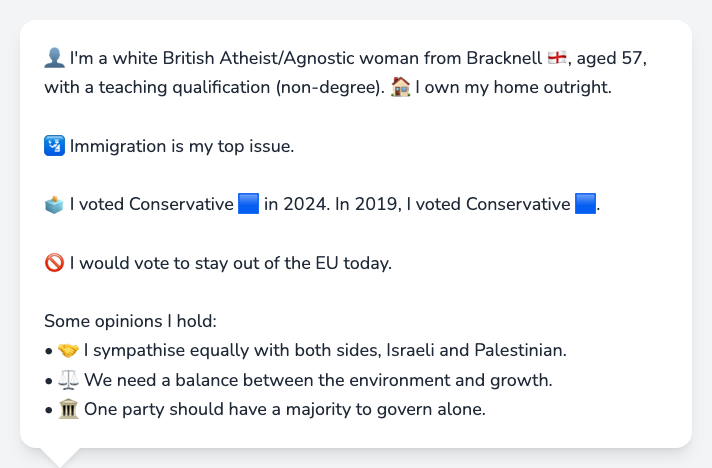 👤 I'm a white British Atheist/Agnostic woman from Bracknell 🏴󠁧󠁢󠁥󠁮󠁧󠁿, aged 57,
with a teaching qualification (non-degree). 🏠 I own my home outright.
🛂 Immigration is my top issue.
🗳️ I voted Conservative 🟦 in 2024. In 2019, I voted Conservative 🟦.
🚫 I would vote to stay out of the EU today.
Some opinions I hold:
• 🤝 I sympathise equally with both sides, Israeli and Palestinian.
• ⚖️ We need a balance between the environment and growth.
• 🏛️ One party should have a majority to govern alone.